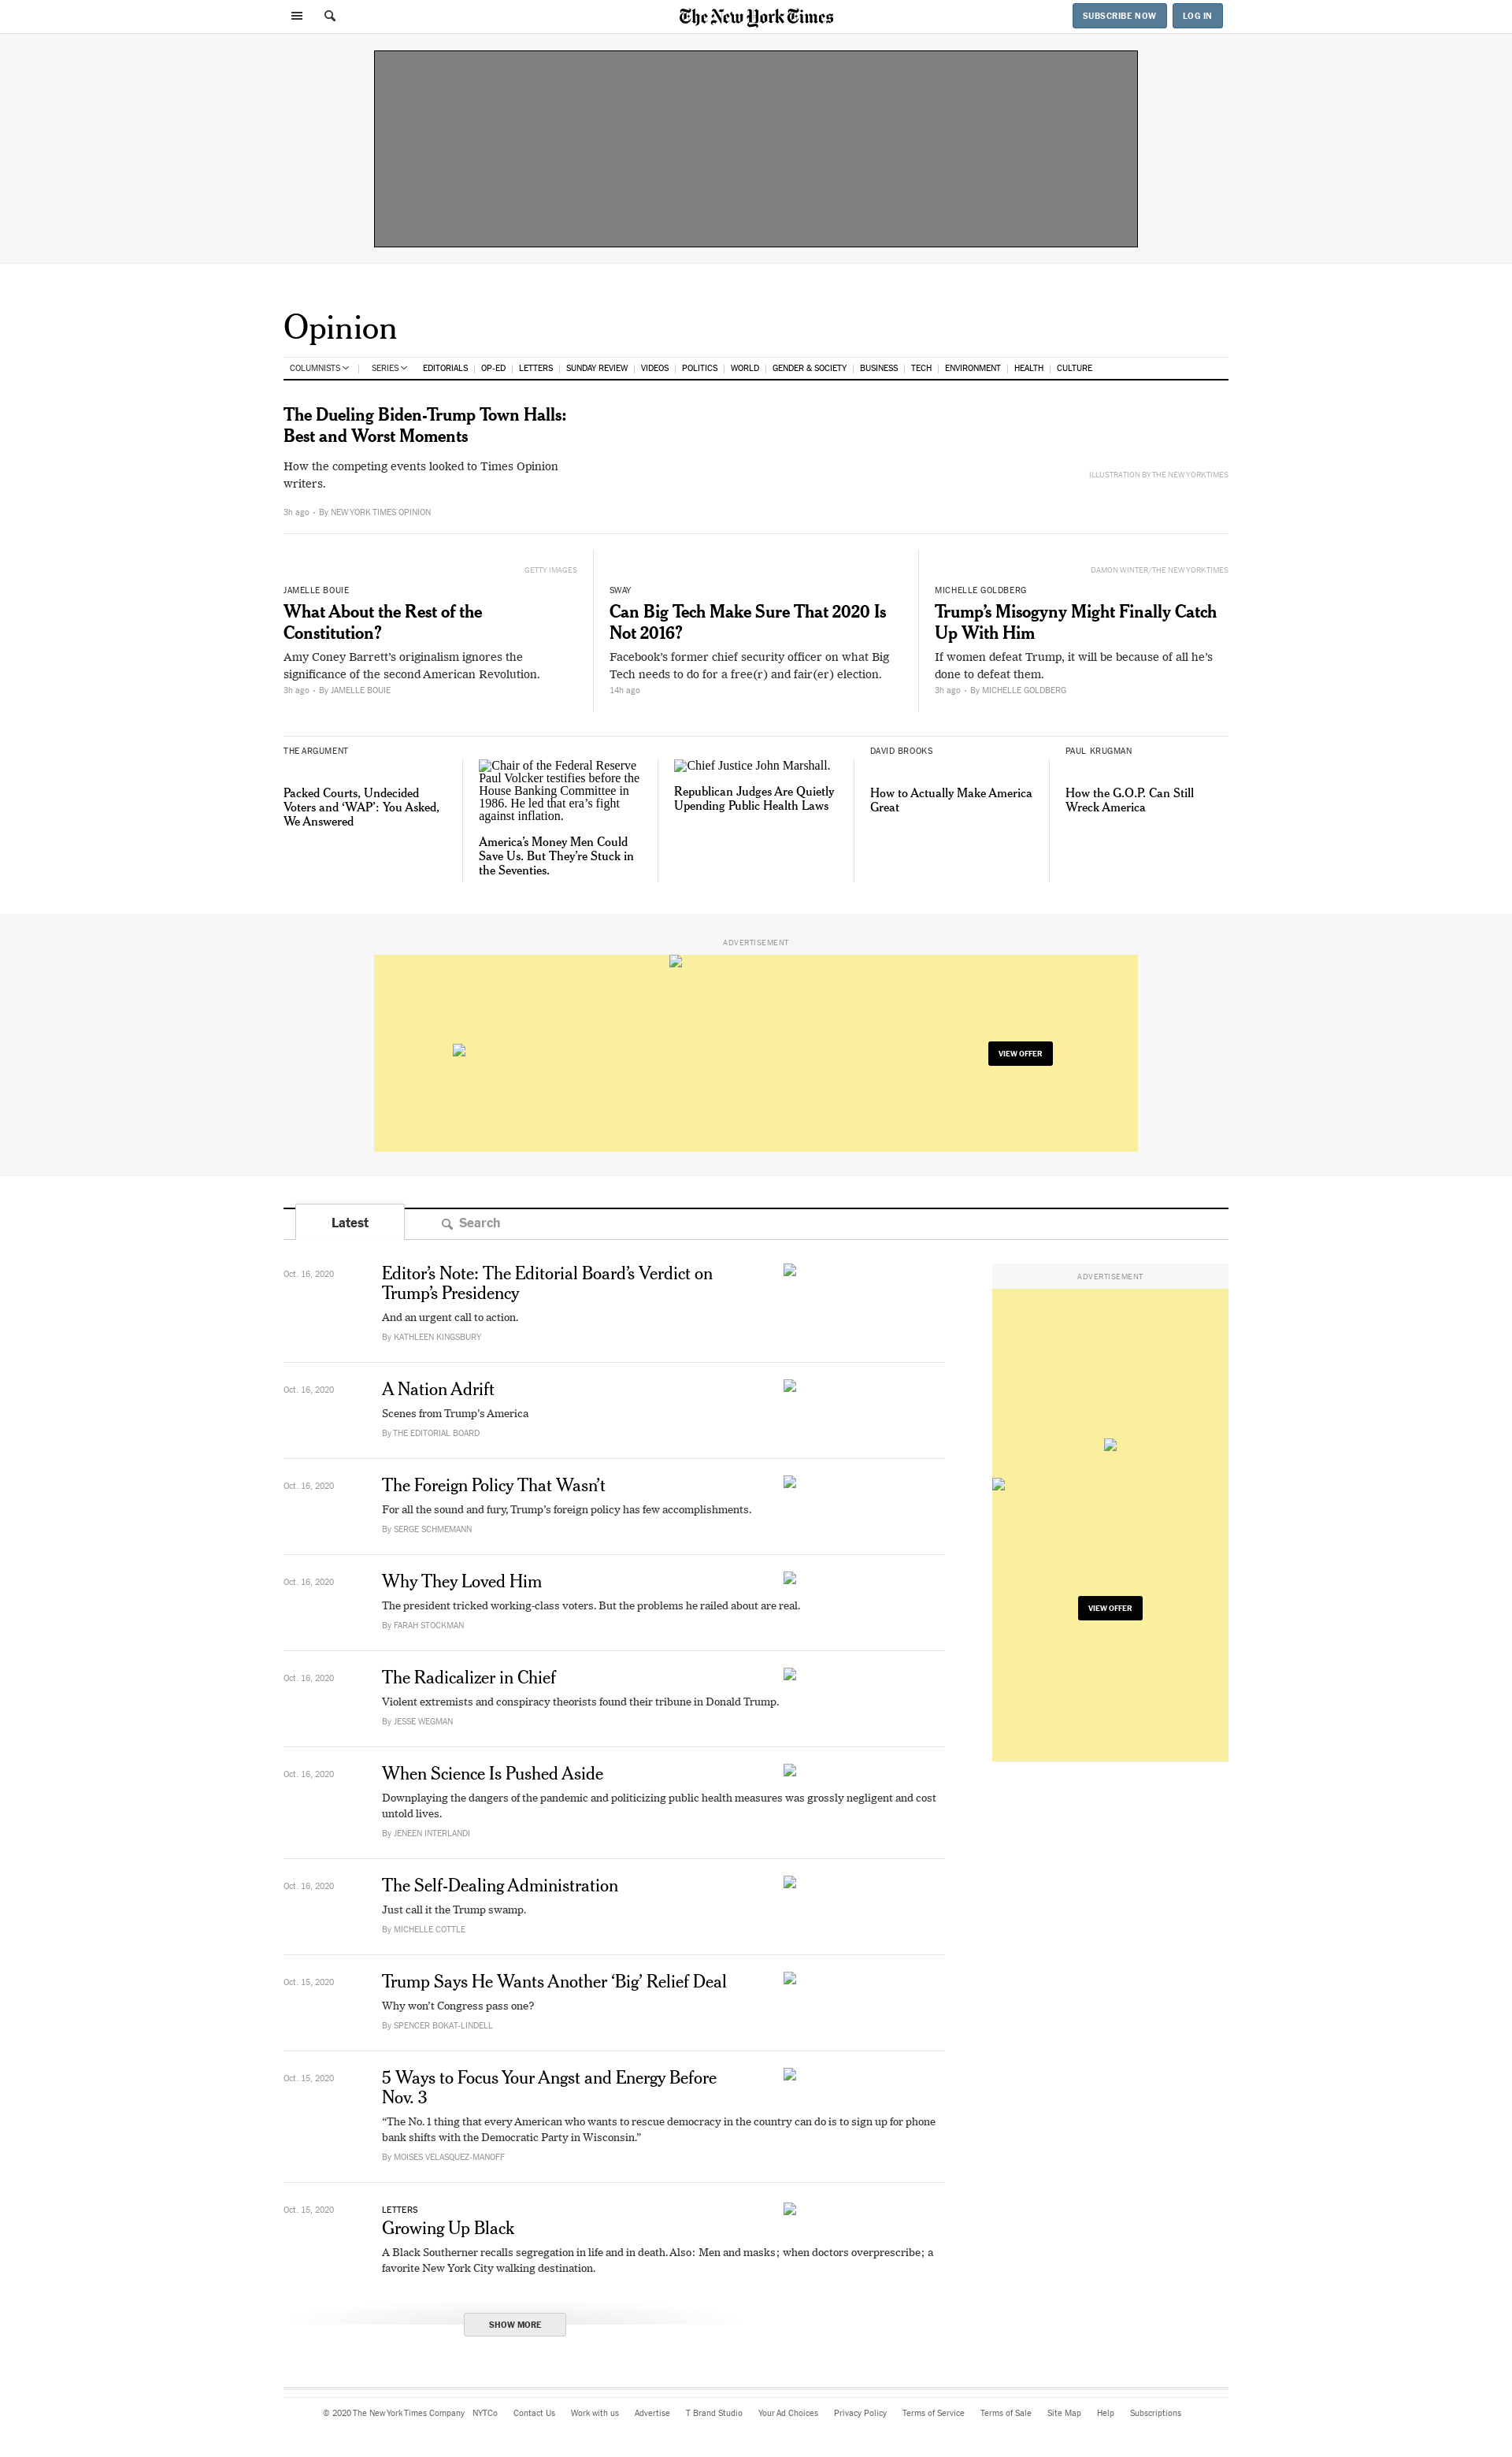 The New York Times
SUBSCRIBE NOW
LOG IN
Opinion
COLUMNISTS
SERIES
EDITORIALS
OP-ED
LETTERS
SUNDAY REVIEW
VIDEOS
POLITICS
WORLD
GENDER & SOCIETY
BUSINESS
TECH
ENVIRONMENT
HEALTH
CULTURE
The Dueling Biden-Trump Town Halls:
Best and Worst Moments
How the competing events looked to Times Opinion
writers.
3h ago • By NEW YORK TIMES OPINION
ILLUSTRATION BY THE NEW YORK TIMES
GETTY IMAGES
JAMELLE BOUIE
What About the Rest of the
Constitution?
Amy Coney Barrett’s originalism ignores the
significance of the second American Revolution.
3h ago • By JAMELLE BOUIE
SWAY
Can Big Tech Make Sure That 2020 Is
Not 2016?
Facebook’s former chief security officer on what Big
Tech needs to do for a free(r) and fair(er) election.
14h ago
DAMON WINTER/THE NEW YORK TIMES
MICHELLE GOLDBERG
Trump’s Misogyny Might Finally Catch
Up With Him
If women defeat Trump, it will be because of all he’s
done to defeat them.
3h ago • By MICHELLE GOLDBERG
THE ARGUMENT
Packed Courts, Undecided
Voters and ‘WAP’: You Asked,
We Answered
Chair of the Federal Reserve
Paul Volcker testifies before the
House Banking Committee in
1986. He led that era’s fight
against inflation.
America’s Money Men Could
Save Us. But They’re Stuck in
the Seventies.
Chief Justice John Marshall.
Republican Judges Are Quietly
Upending Public Health Laws
DAVID BROOKS
How to Actually Make America
Great
PAUL KRUGMAN
How the G.O.P. Can Still
Wreck America
ADVERTISEMENT
VIEW OFFER
Latest
Search
Oct. 16, 2020
Editor’s Note: The Editorial Board’s Verdict on
Trump’s Presidency
And an urgent call to action.
By KATHLEEN KINGSBURY
Oct. 16, 2020
A Nation Adrift
Scenes from Trump’s America
By THE EDITORIAL BOARD
Oct. 16, 2020
The Foreign Policy That Wasn’t
For all the sound and fury, Trump’s foreign policy has few accomplishments.
By SERGE SCHMEMANN
Oct. 16, 2020
Why They Loved Him
The president tricked working-class voters. But the problems he railed about are real.
By FARAH STOCKMAN
Oct. 16, 2020
The Radicalizer in Chief
Violent extremists and conspiracy theorists found their tribune in Donald Trump.
By JESSE WEGMAN
Oct. 16, 2020
When Science Is Pushed Aside
Downplaying the dangers of the pandemic and politicizing public health measures was grossly negligent and cost
untold lives.
By JENEEN INTERLANDI
Oct. 16, 2020
The Self-Dealing Administration
Just call it the Trump swamp.
By MICHELLE COTTLE
Oct. 15, 2020
Trump Says He Wants Another ‘Big’ Relief Deal
Why won’t Congress pass one?
By SPENCER BOKAT-LINDELL
Oct. 15, 2020
5 Ways to Focus Your Angst and Energy Before
Nov. 3
“The No. 1 thing that every American who wants to rescue democracy in the country can do is to sign up for phone
bank shifts with the Democratic Party in Wisconsin.”
By MOISES VELASQUEZ-MANOFF
Oct. 15, 2020
LETTERS
Growing Up Black
A Black Southerner recalls segregation in life and in death. Also: Men and masks; when doctors overprescribe; a
favorite New York City walking destination.
SHOW MORE
ADVERTISEMENT
VIEW OFFER
© 2020 The New York Times Company
NYTCo
Contact Us
Work with us
Advertise
T Brand Studio
Your Ad Choices
Privacy Policy
Terms of Service
Terms of Sale
Site Map
Help
Subscriptions